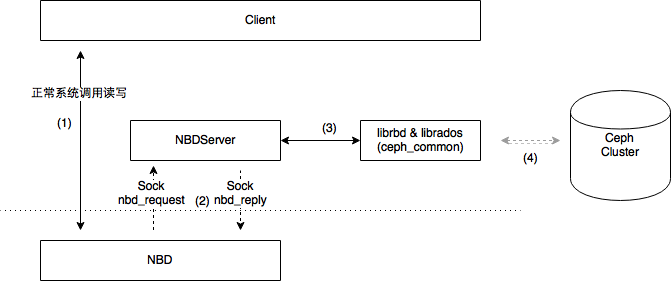 Client
正常系统调用读写
(1)
NBDServer
(3)
librbd & librados
(ceph_common)
(4)
Ceph
Cluster
Sock
nbd_request
(2)
Sock
nbd_reply
NBD